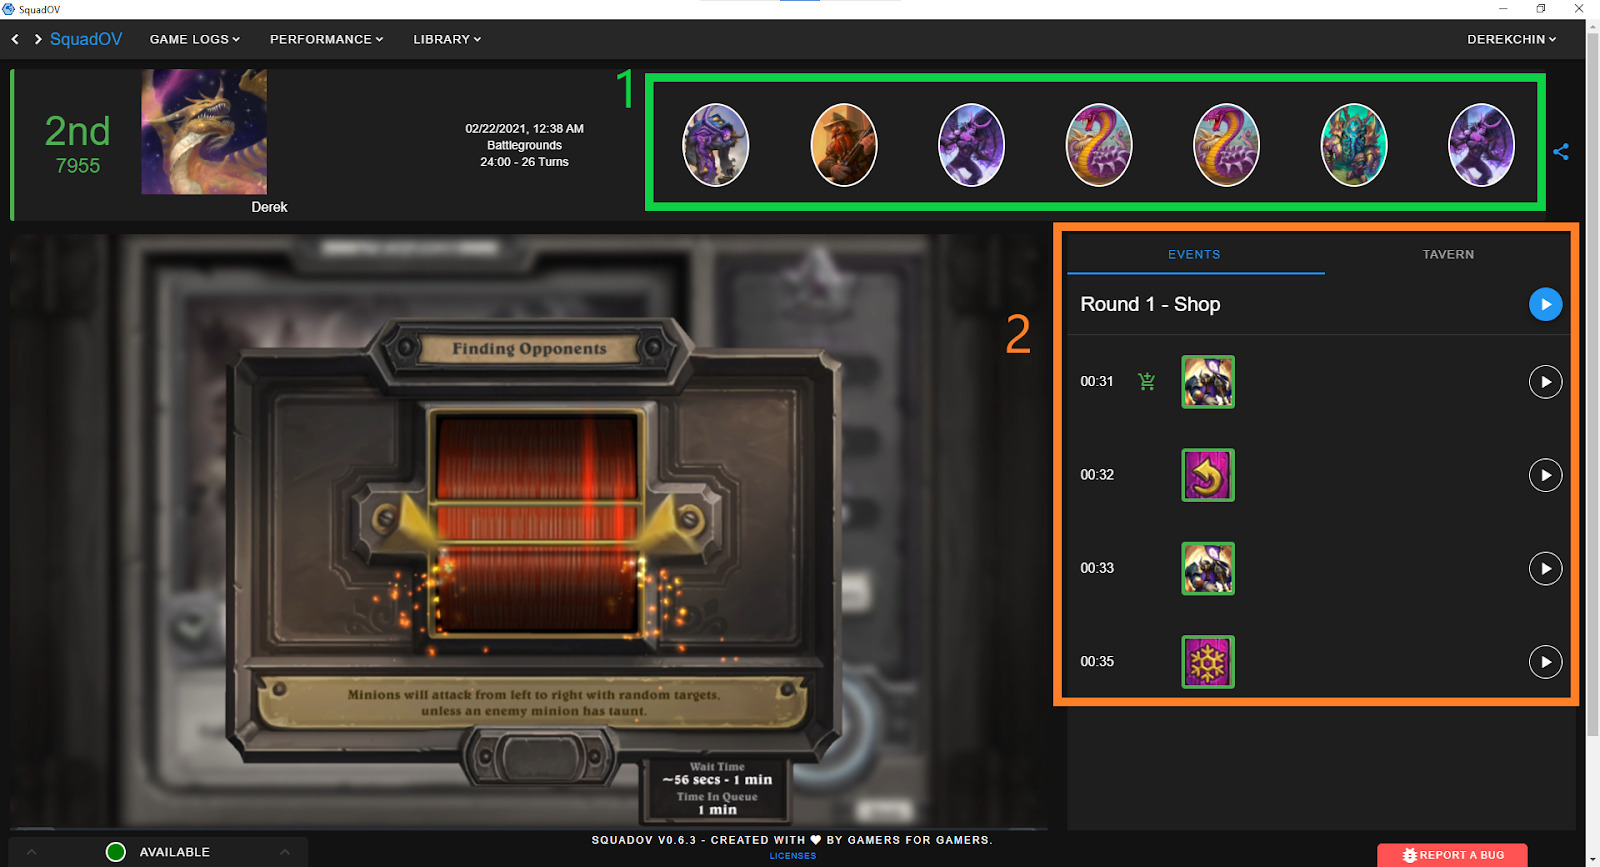 SquadOV
SquadOV
GAME LOGS
PERFORMANCE
LIBRARY
DEREKCHIN
2nd
7955
Derek
02/22/2021, 12:38 AM
Battlegrounds
24:00 - 26 Turns
1
2
EVENTS
TAVERN
Round 1 - Shop
00:31
00:32
00:33
00:35
Finding Opponents
Minions will attack from left to right with random targets,
unless an enemy minion has taunt.
Wait Time
~56 secs - 1 min
Time In Queue
1 min
AVAILABLE
SQUADOV V0.6.3 - CREATED WITH ♥ BY GAMERS FOR GAMERS.
LICENSES
REPORT A BUG